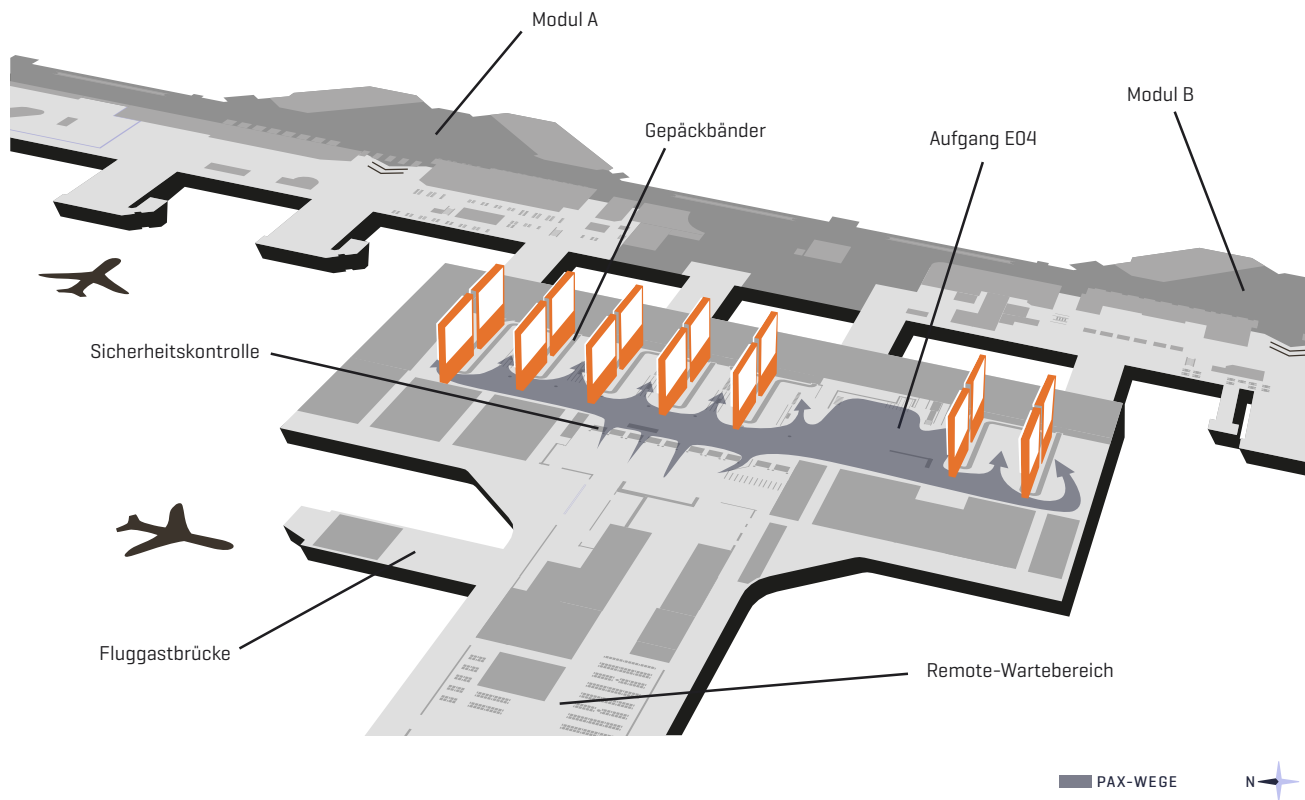 Modul A
Modul B
Gepäckbänder
Aufgang E04
Sicherheitskontrolle
Fluggastbrücke
Remote-Wartebereich
PAX-WEGE
N